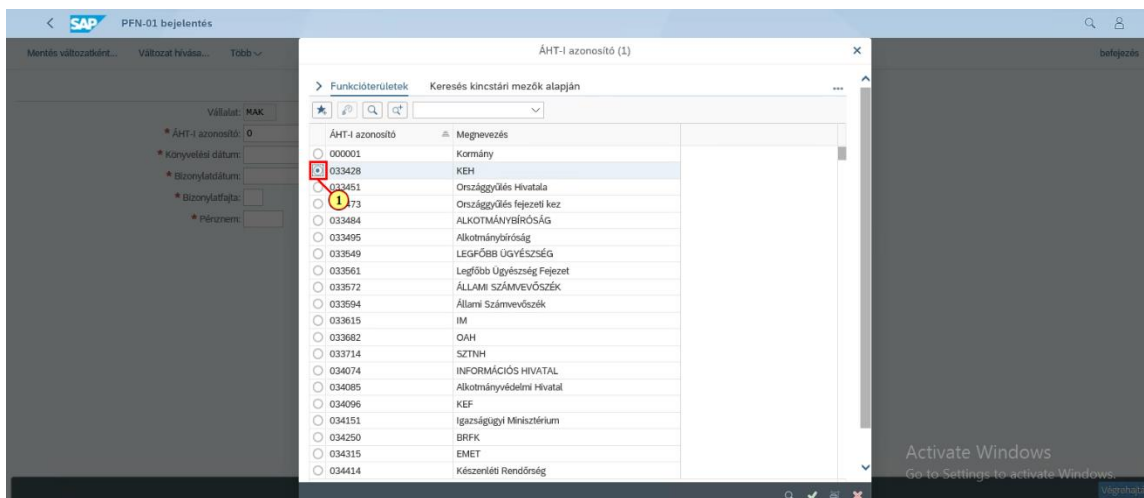 SAP PFN-01 bejelentés
Mentés változatként... Változat hívása... Több
befejezés
Vállalat: MAK
* ÁHT-I azonosító: 0
* Könyvelési dátum:
* Bizonylatdátum:
* Bizonylatfajta:
* Pénznem:
ÁHT-I azonosító (1)
Funkcióterületek Keresés kincstári mezők alapján
ÁHT-I azonosító Megnevezés
000001 Kormány
033428 KEH
033451 Országgyűlés Hivatala
1
473 Országgyűlés fejezeti kez
033484 ALKOTMÁNYBÍRÓSÁG
033495 Alkotmánybíróság
033549 LEGFŐBB ÜGYÉSZSÉG
033561 Legfőbb Ügyészség Fejezet
033572 ÁLLAMI SZÁMVEVŐSZÉK
033594 Állami Számvevőszék
033615 IM
033682 OAH
033714 SZTNH
034074 INFORMÁCIÓS HIVATAL
034085 Alkotmányvédelmi Hivatal
034096 KEF
034151 Igazságügyi Minisztérium
034250 BRFK
034315 EMET
034414 Készenléti Rendőrség
Activate Windows
Go to Settings to activate Windows.